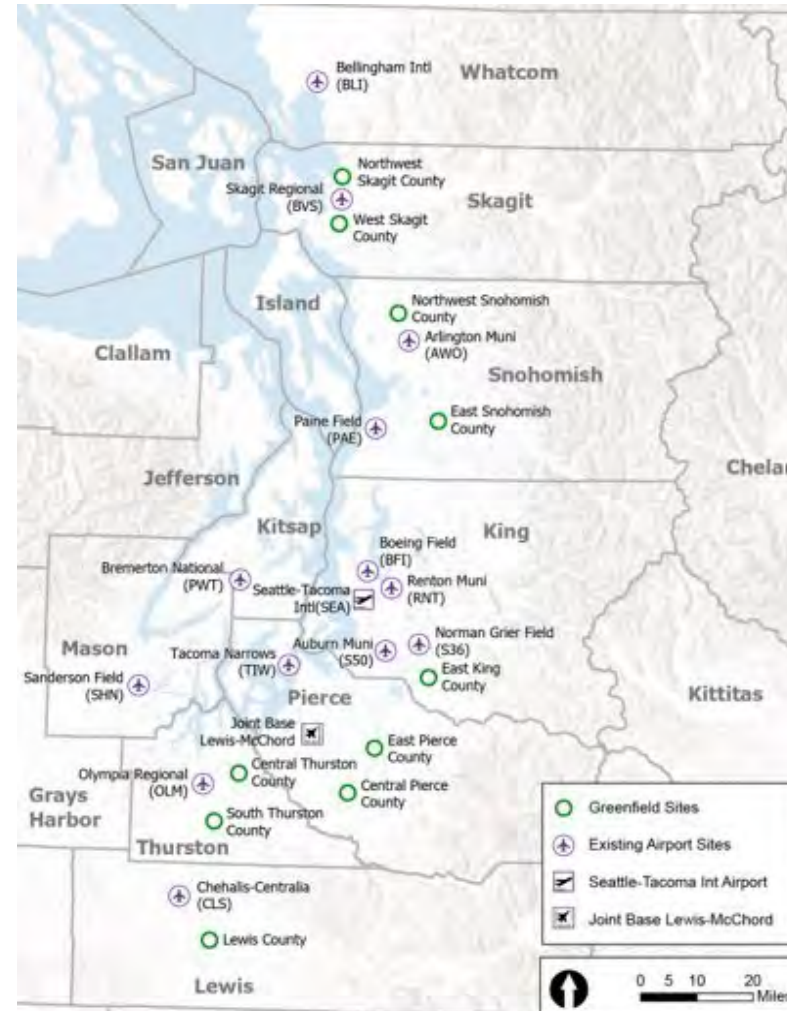 Bellingham Intl
(BLI)
Whatcom
San Juan
Northwest
Skagit County
Skagit Regional
(BVS)
Skagit
West Skagit
County
Island
Northwest Snohomish
County
Arlington Muni
(AWO)
Clallam
Snohomish
East Snohomish
County
Paine Field
(PAE)
Chelan
Jefferson
Kitsap
King
Boeing Field
(BFI)
Bremerton National
(PWT)
Renton Muni
(RNT)
Seattle-Tacoma
Intl(SEA)
Mason
Norman Grier Field
(S36)
Auburn Muni
(S50)
Tacoma Narrows
(TIW)
East King
County
Sanderson Field
(SHN)
Pierce
Kittitas
Joint Base
Lewis-McChord
East Pierce
County
Central Thurston
County
Olympia Regional
(OLM)
Central Pierce
County
Grays
Harbor
South Thurston
County
Thurston
Chehalis-Centralia
(CLS)
Lewis County
Lewis
Greenfield Sites
Existing Airport Sites
Seattle-Tacoma Int Airport
Joint Base Lewis-McChord
0 5 10 20
Miles